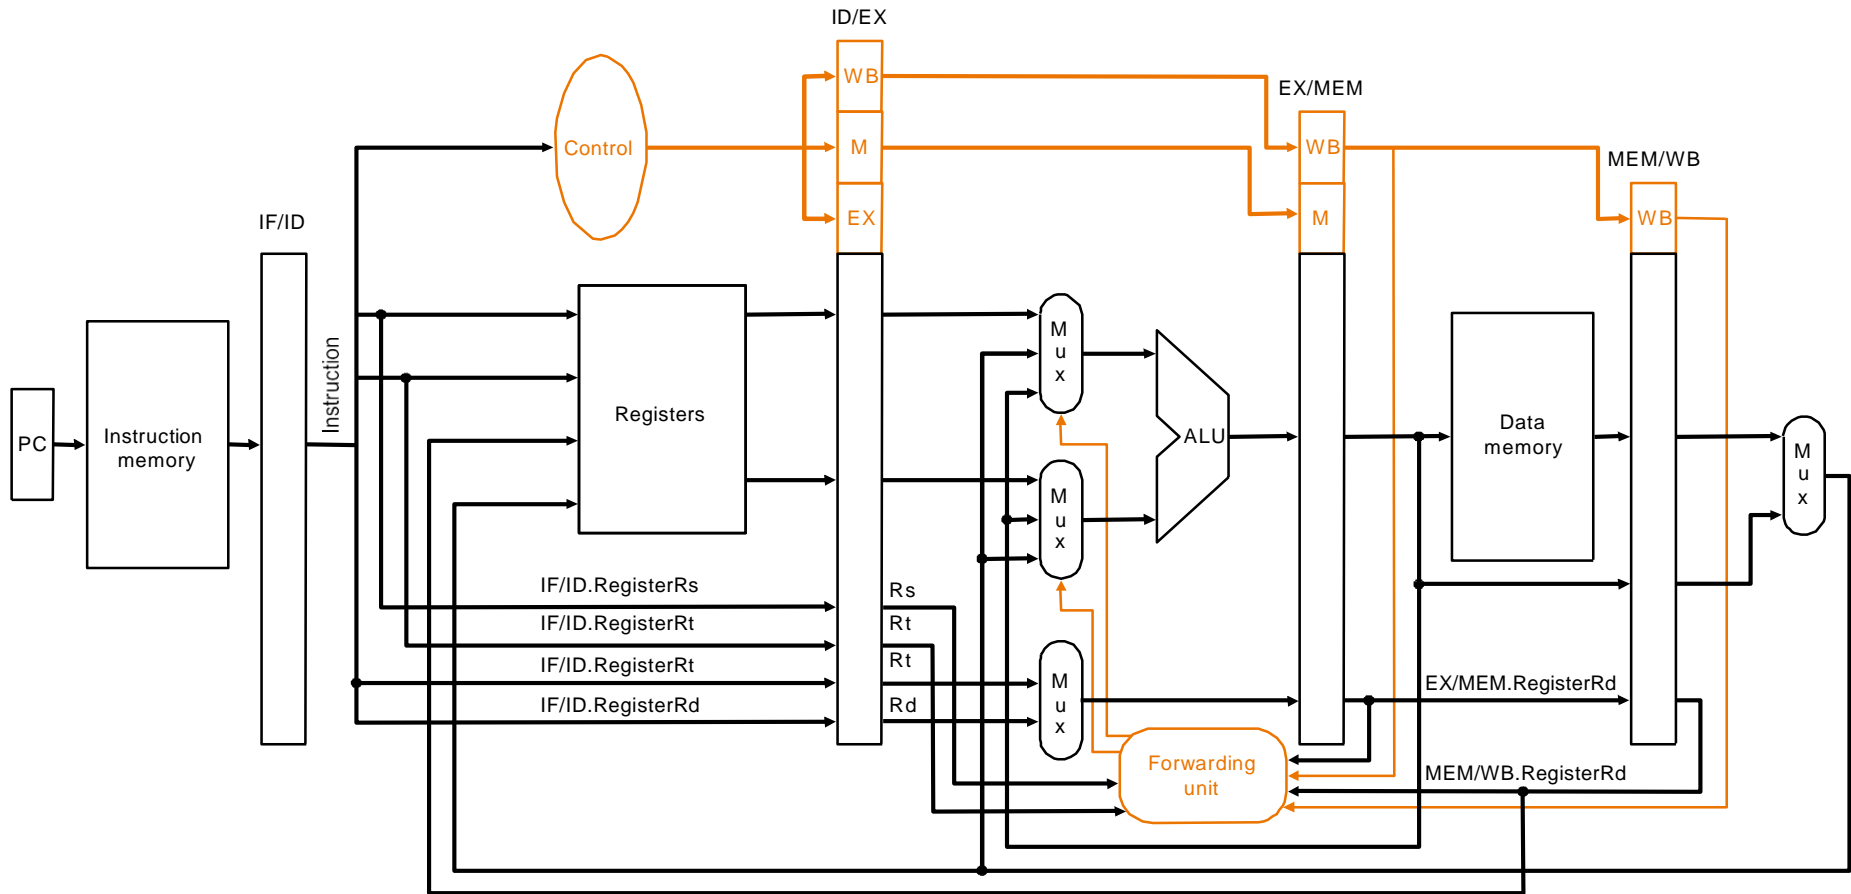 ID/EX
WB
EX/MEM
Control
M
WB
MEM/WB
IF/ID
EX
M
WB
Instruction
M
u
x
PC
Instruction
memory
Registers
ALU
Data
memory
M
u
x
M
u
x
IF/ID.RegisterRs
Rs
IF/ID.RegisterRt
Rt
IF/ID.RegisterRt
Rt
IF/ID.RegisterRd
Rd
M
u
x
EX/MEM.RegisterRd
Forwarding
unit
MEM/WB.RegisterRd